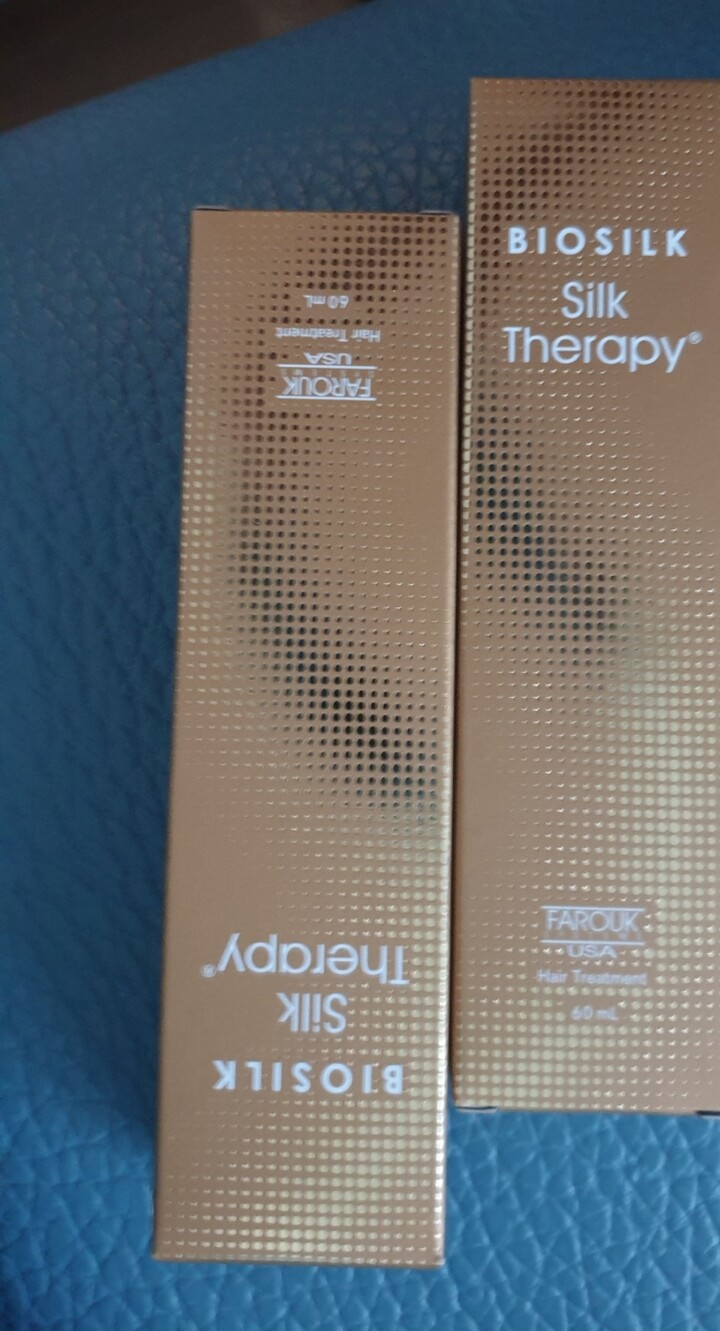 BIOSILK
Silk
Therapy®
FAROUK
USA
Hair Treatment
60 mL
BIOSILK
Silk
Therapy®
FAROUK
USA
Hair Treatment
60 mL